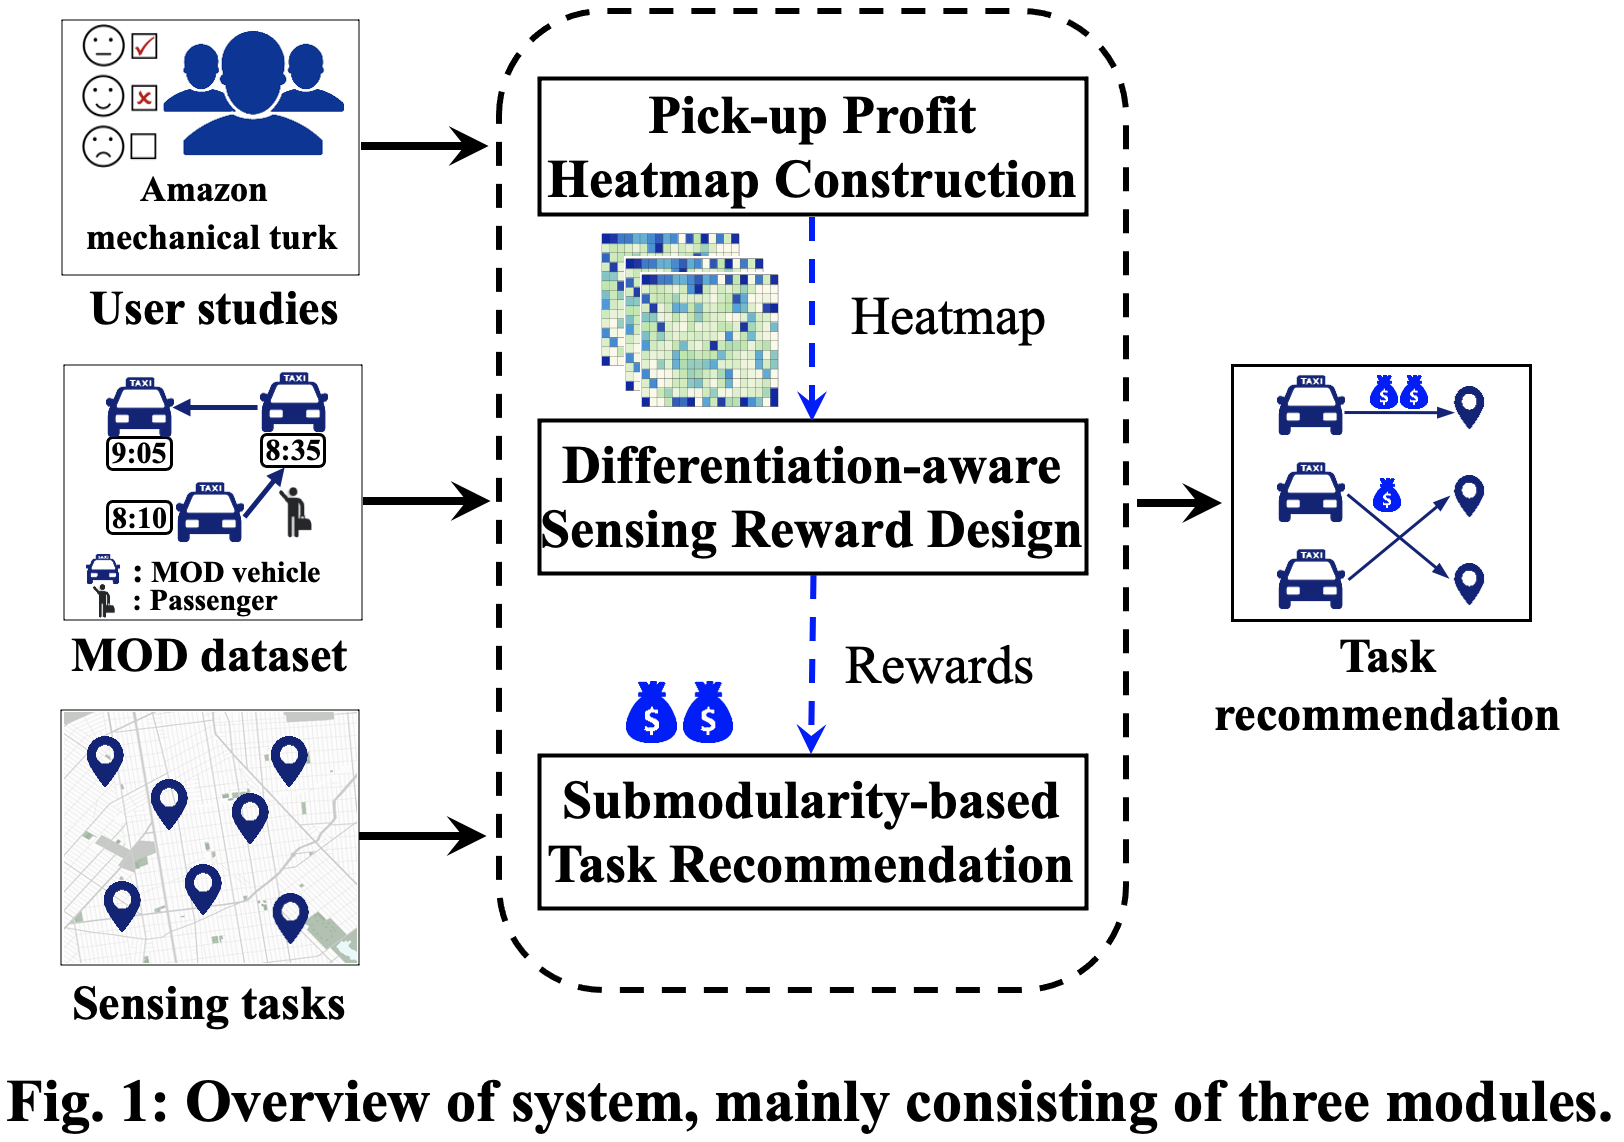 Amazon
mechanical turk
User studies
TAXI
TAXI
9:05
8:35
TAXI
8:10
: MOD vehicle
: Passenger
MOD dataset
Sensing tasks
Pick-up Profit
Heatmap Construction
Heatmap
Differentiation-aware
Sensing Reward Design
Rewards
$ $
Submodularity-based
Task Recommendation
TAXI
$ $
TAXI
$
TAXI
Task
recommendation
Fig. 1: Overview of system, mainly consisting of three modules.